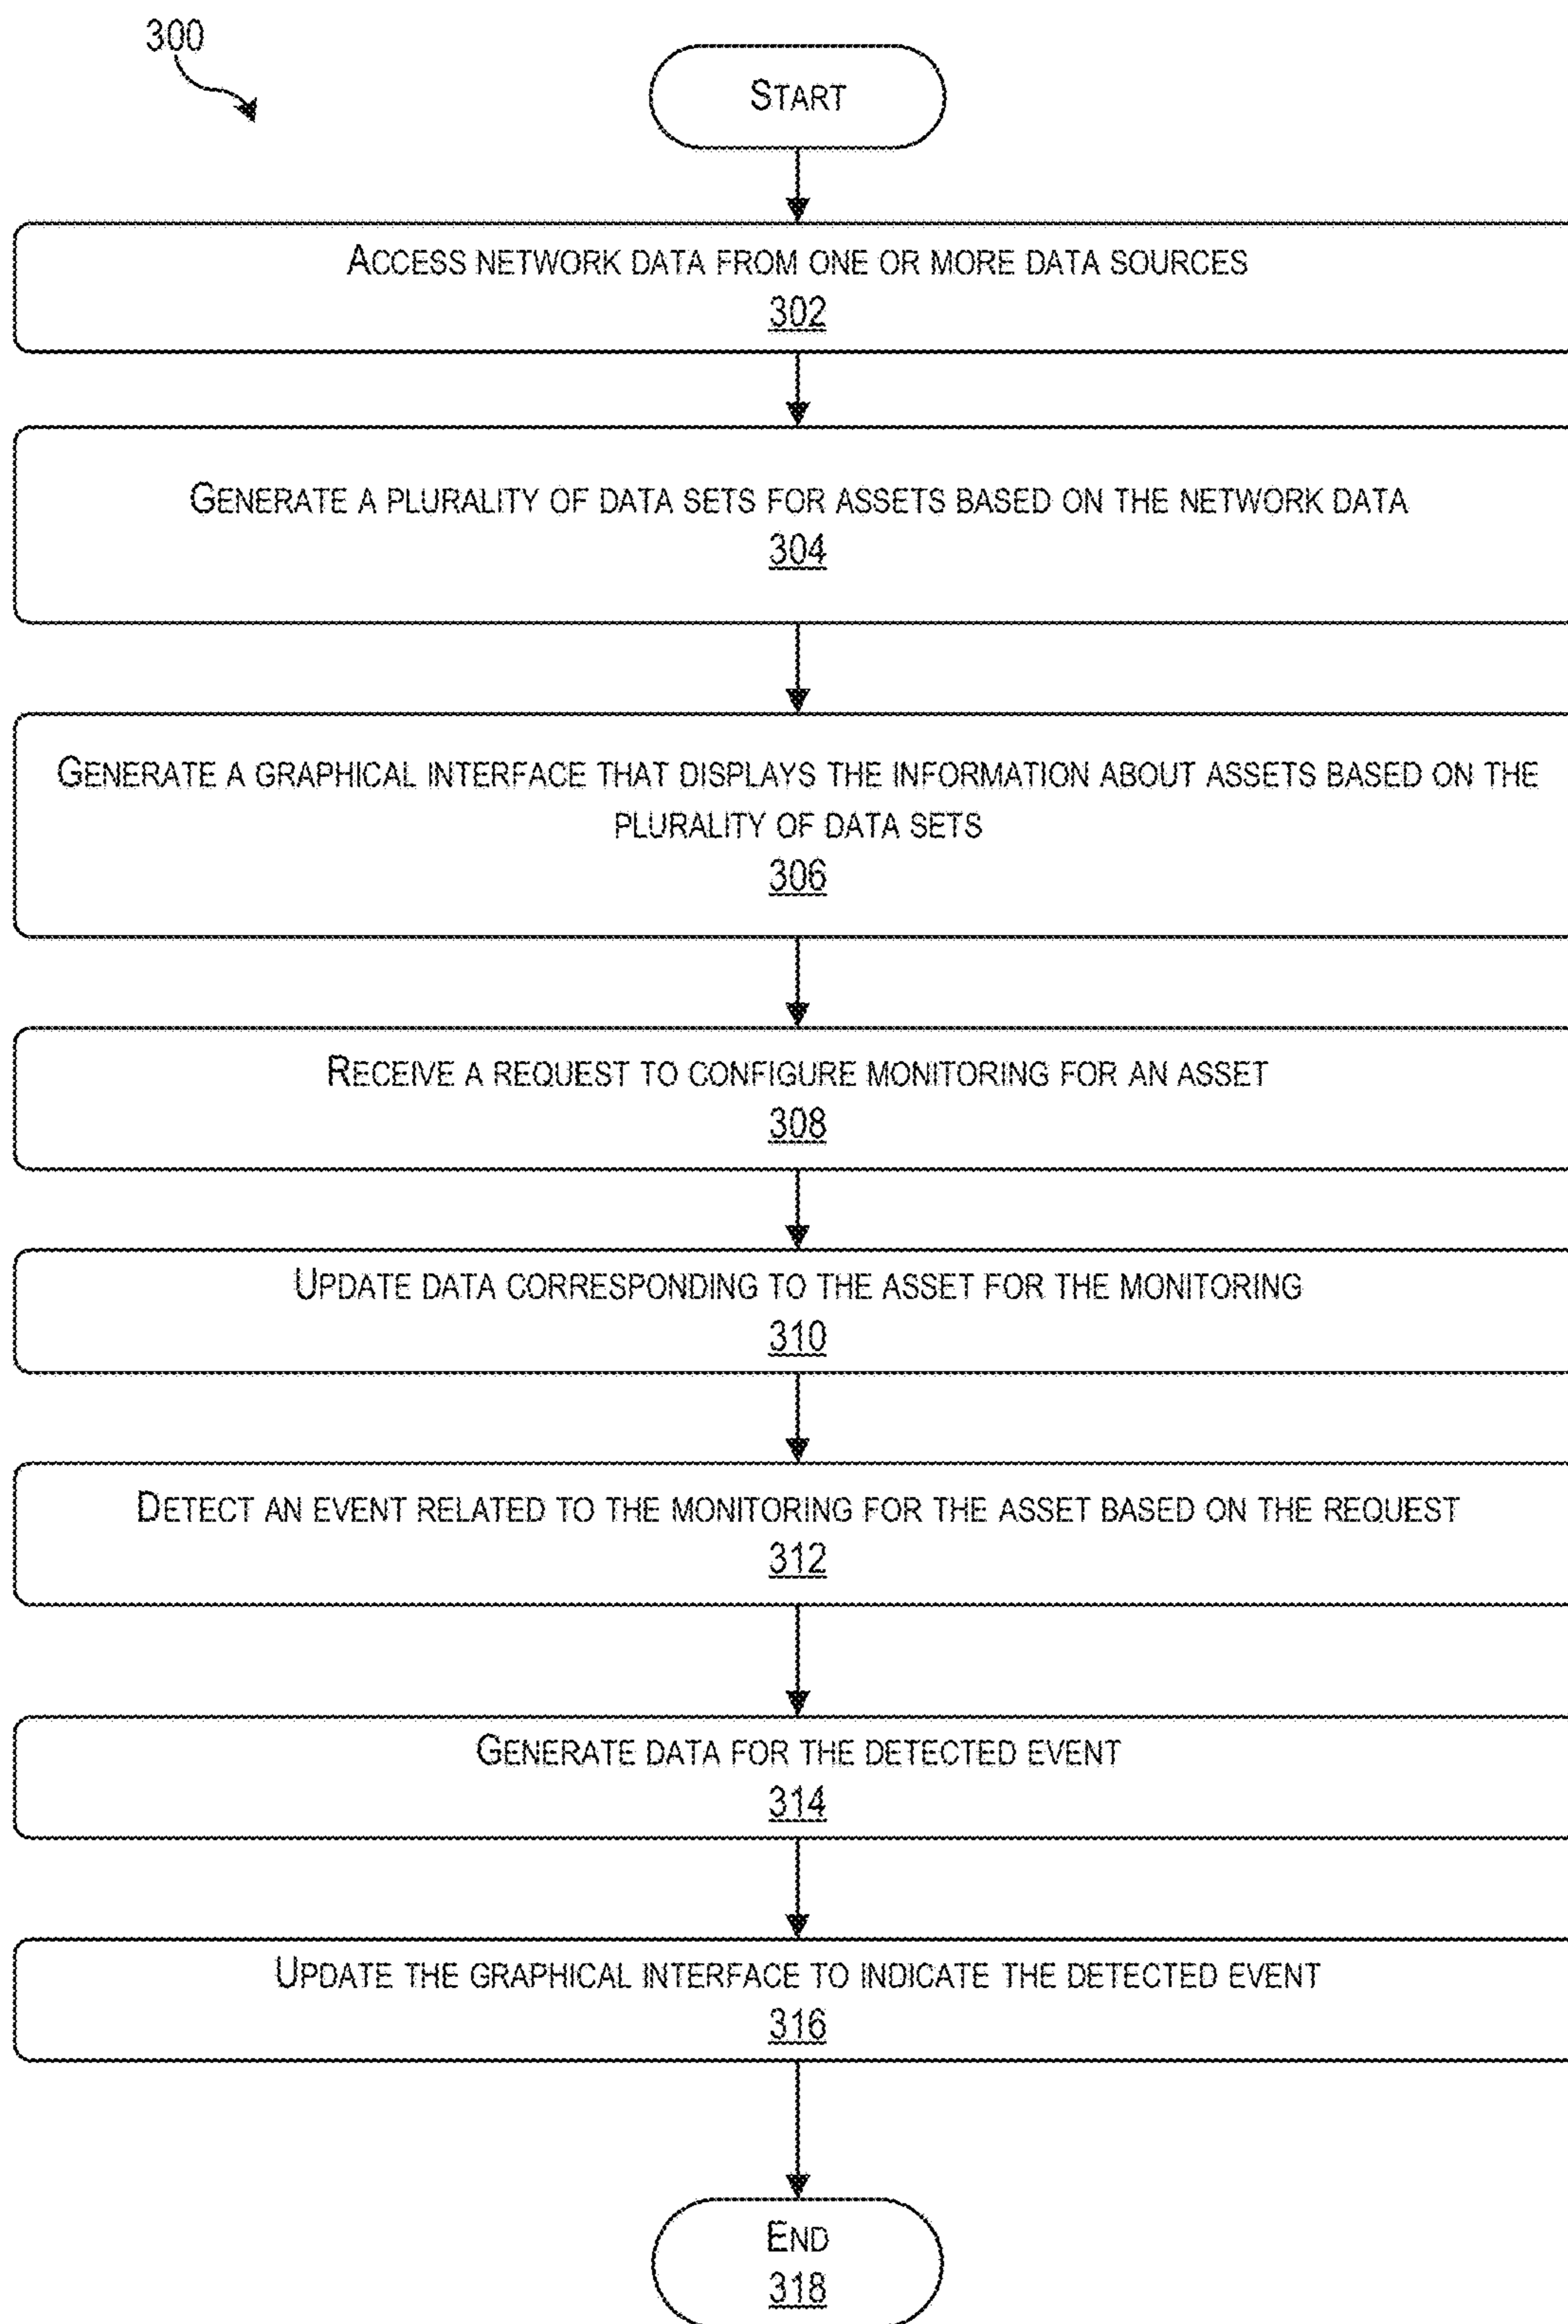 300
START
ACCESS NETWORK DATA FROM ONE OR MORE DATA SOURCES
302
GENERATE A PLURALITY OF DATA SETS FOR ASSETS BASED ON THE NETWORK DATA
304
GENERATE A GRAPHICAL INTERFACE THAT DISPLAYS THE INFORMATION ABOUT ASSETS BASED ON THE
PLURALITY OF DATA SETS
306
RECEIVE A REQUEST TO CONFIGURE MONITORING FOR AN ASSET
308
UPDATE DATA CORRESPONDING TO THE ASSET FOR THE MONITORING
310
DETECT AN EVENT RELATED TO THE MONITORING FOR THE ASSET BASED ON THE REQUEST
312
GENERATE DATA FOR THE DETECTED EVENT
314
UPDATE THE GRAPHICAL INTERFACE TO INDICATE THE DETECTED EVENT
316
END
318